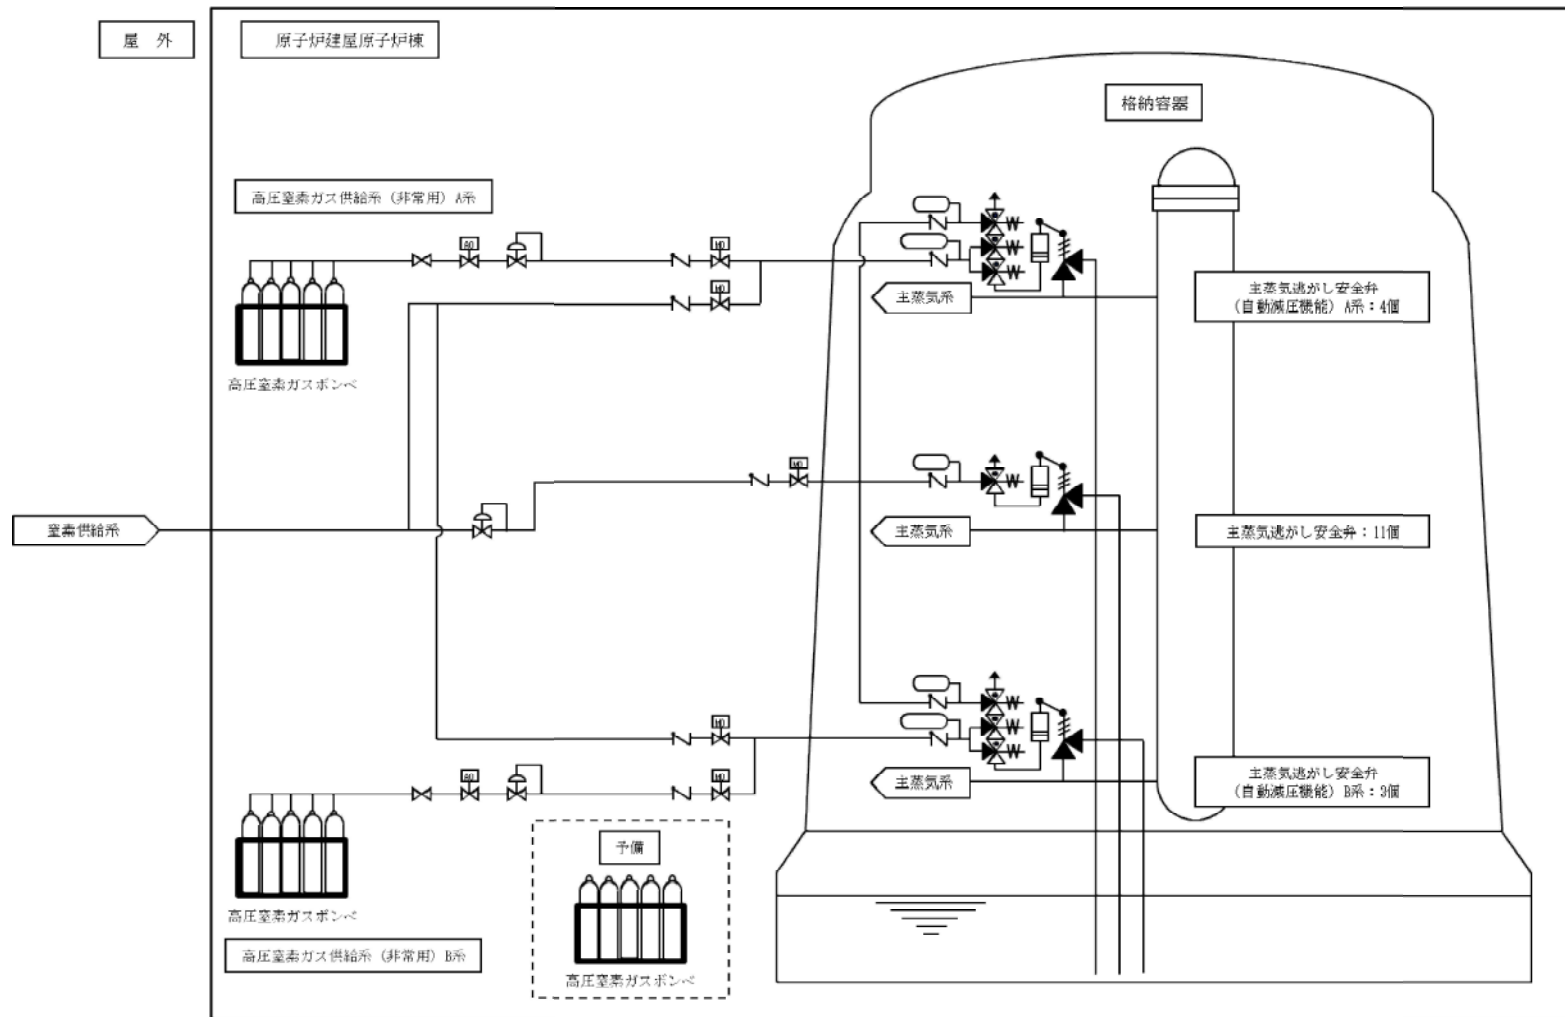 屋 外
原子炉建屋原子炉棟
格納容器
高圧窒素ガス供給系(非常用)A系
AO
MO
MO
高圧窒素ガスボンベ
主蒸気系
主蒸気逃がし安全弁
(自動減圧機能)A系:4個
MO
窒素供給系
主蒸気系
主蒸気逃がし安全弁:11個
MO
AO
MO
主蒸気系
主蒸気逃がし安全弁
(自動減圧機能)B系:3個
予備
高圧窒素ガスボンベ
高圧窒素ガス供給系(非常用)B系
高圧窒素ガスボンベ